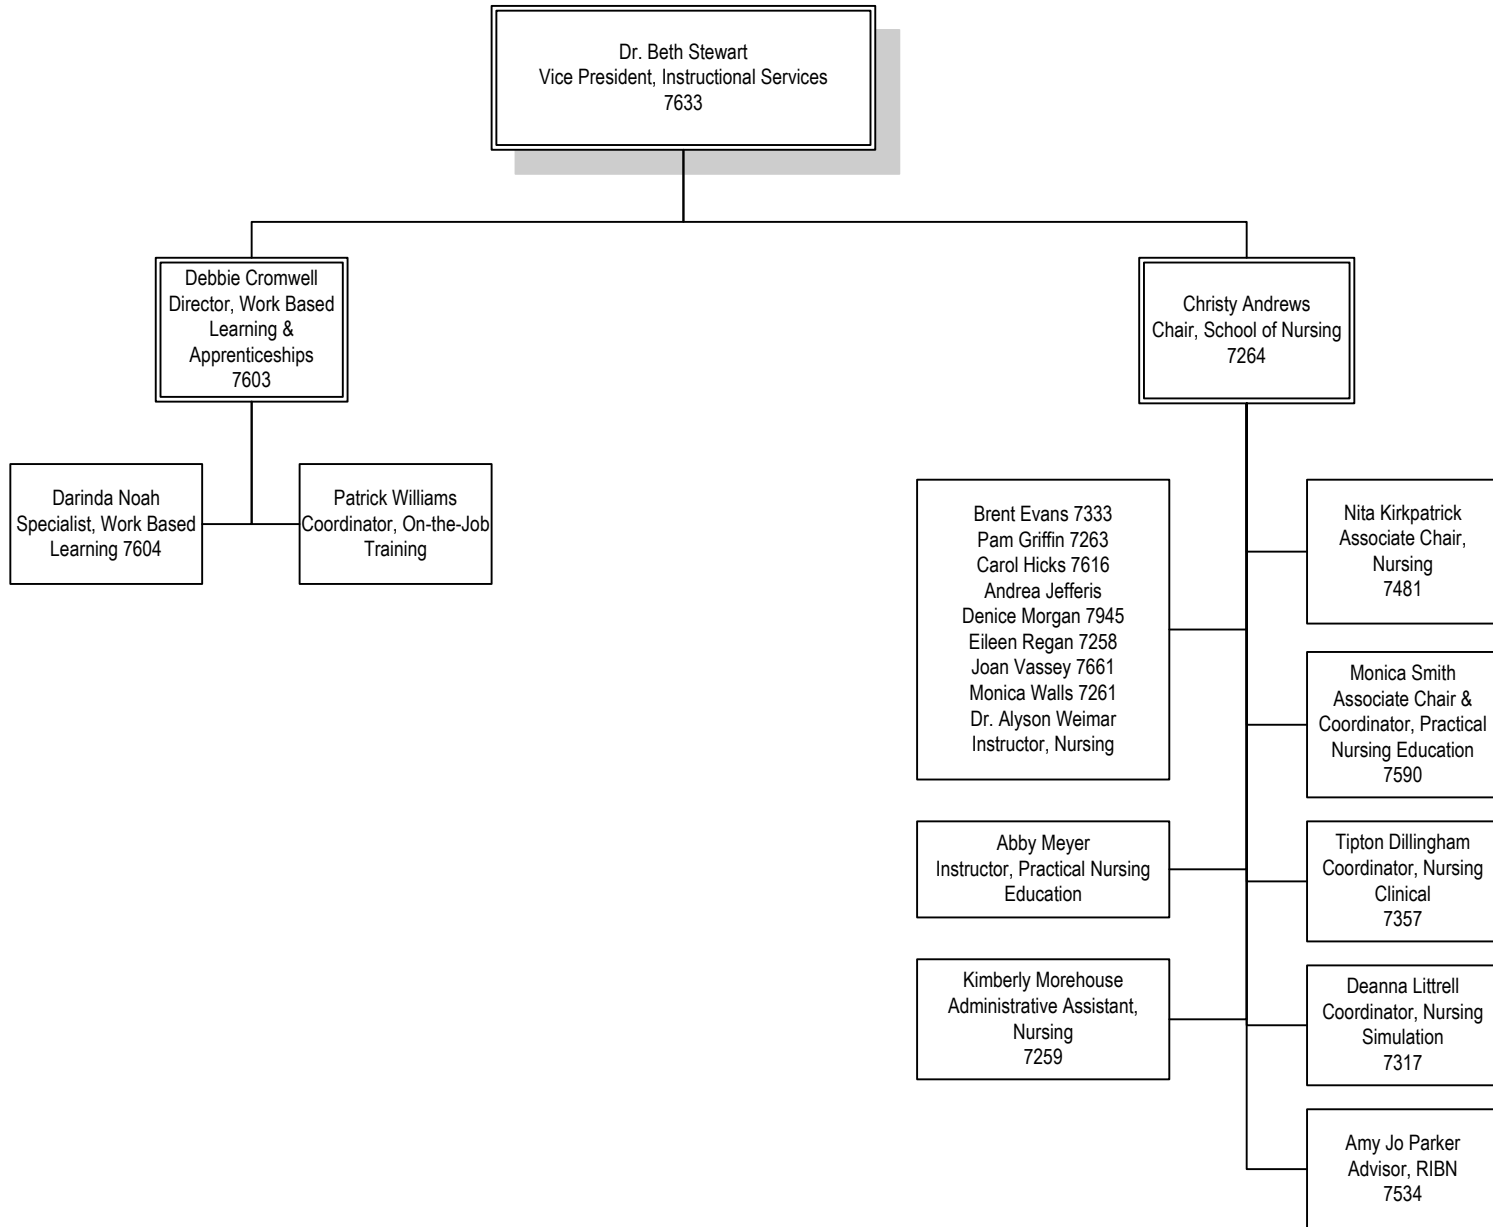 Dr. Beth Stewart
Vice President, Instructional Services
7633
Debbie Cromwell
Director, Work Based
Learning &
Apprenticeships
7603
Christy Andrews
Chair, School of Nursing
7264
Darinda Noah
Specialist, Work Based
Learning 7604
Patrick Williams
Coordinator, On-the-Job
Training
Brent Evans 7333
Pam Griffin 7263
Carol Hicks 7616
Andrea Jefferis
Denice Morgan 7945
Eileen Regan 7258
Joan Vassey 7661
Monica Walls 7261
Dr. Alyson Weimar
Instructor, Nursing
Nita Kirkpatrick
Associate Chair,
Nursing
7481
Monica Smith
Associate Chair &
Coordinator, Practical
Nursing Education
7590
Abby Meyer
Instructor, Practical Nursing
Education
Tipton Dillingham
Coordinator, Nursing
Clinical
7357
Kimberly Morehouse
Administrative Assistant,
Nursing
7259
Deanna Littrell
Coordinator, Nursing
Simulation
7317
Amy Jo Parker
Advisor, RIBN
7534